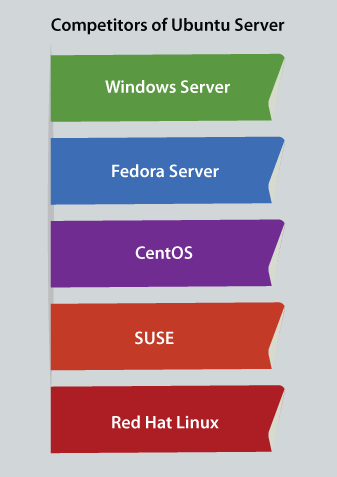 Competitors of Ubuntu Server
Windows Server
Fedora Server
CentOS
SUSE
Red Hat Linux